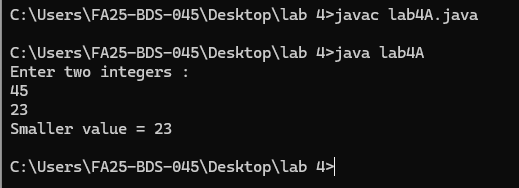 C:\Users\FA25-BDS-045\Desktop\lab 4>javac lab4A.java
C:\Users\FA25-BDS-045\Desktop\lab 4>java lab4A
Enter two integers :
45
23
Smaller value = 23
C:\Users\FA25-BDS-045\Desktop\lab 4>